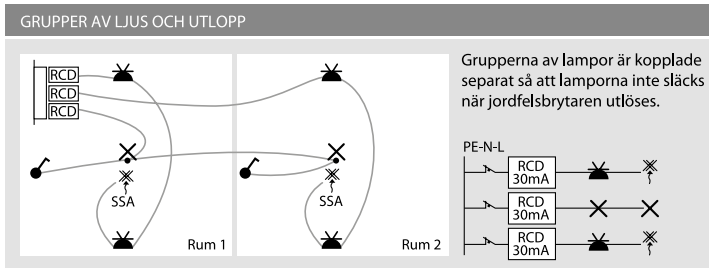 GRUPPER AV LJUS OCH UTLOPP
RCD
RCD
RCD
SSA
Rum 1
SSA
Rum 2
Grupperna av lampor är kopplade
separat så att lamporna inte släcks
när jordfelsbrytaren utlöses.
PE-N-L
RCD
30mA
RCD
30mA
RCD
30mA